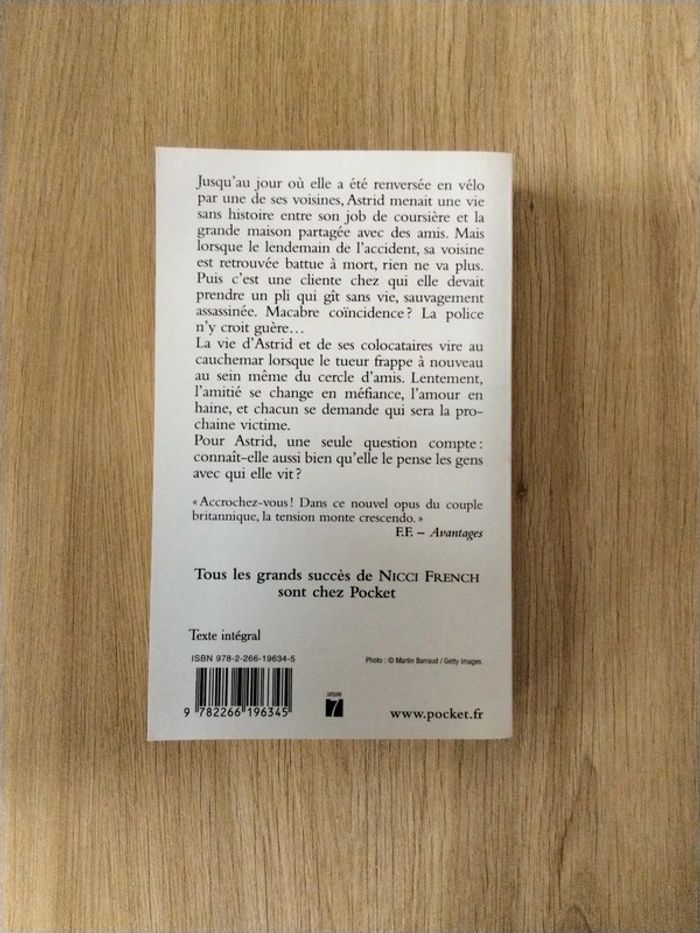 Jusqu'au jour où elle a été renversée en vélo
par une de ses voisines, Astrid menait une vie
sans histoire entre son job de coursière et la
grande maison partagée avec des amis. Mais
lorsque le lendemain de l'accident, sa voisine
est retrouvée battue à mort, rien ne va plus.
Puis c'est une cliente chez qui elle devait
prendre un pli qui gît sans vie, sauvagement
assassinée. Macabre coïncidence ? La police
n'y croit guère…
La vie d'Astrid et de ses colocataires vire au
cauchemar lorsque le tueur frappe à nouveau
au sein même du cercle d'amis. Lentement,
l'amitié se change en méfiance, l'amour en
haine, et chacun se demande qui sera la pro-
chaine victime.
Pour Astrid, une seule question compte :
connaît-elle aussi bien qu'elle le pense les gens
avec qui elle vit ?
« Accrochez-vous ! Dans ce nouvel opus du couple
britannique, la tension monte crescendo. »
F.F. – Avantages
Tous les grands succès de NICCI FRENCH
sont chez Pocket
Texte intégral
ISBN 978-2-266-19634-5
Photo : © Martin Barraud / Getty Images.
9 782266 196345
7
www.pocket.fr